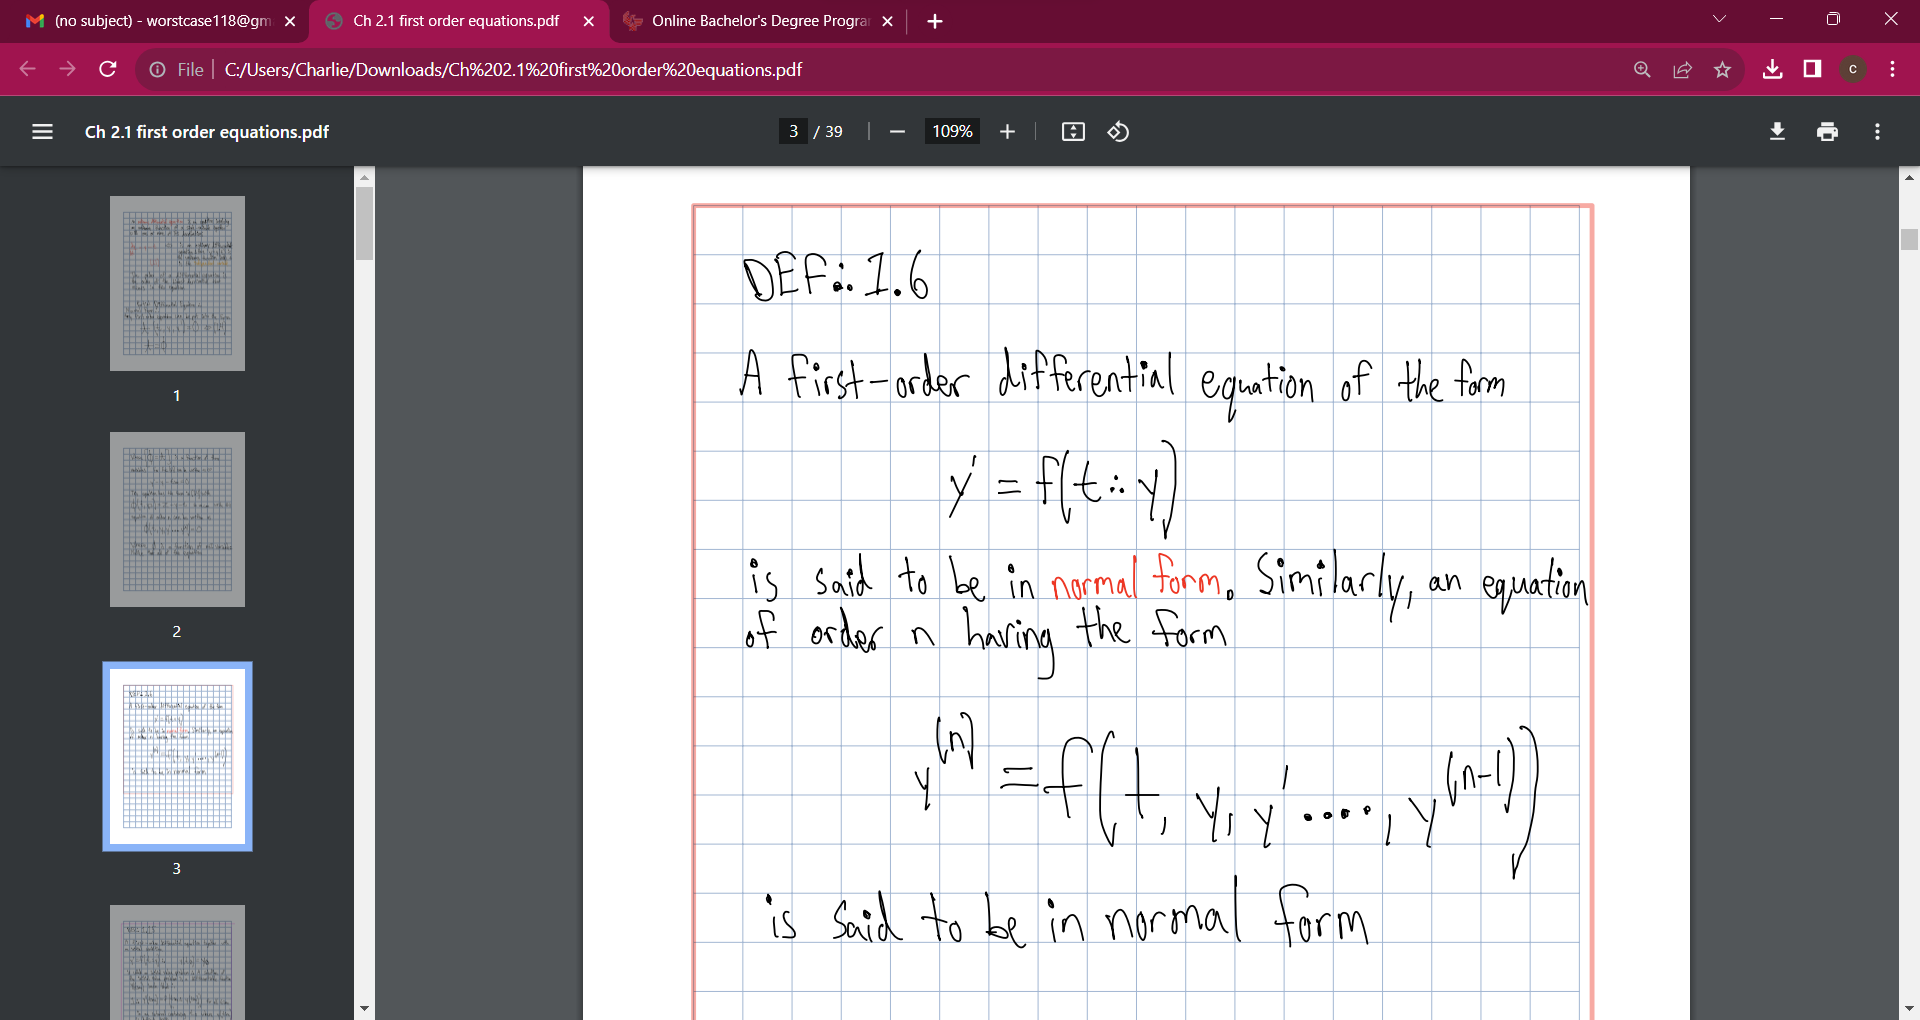 (no subject) - worstcase118@gm
Ch 2.1 first order equations.pdf
Online Bachelor's Degree Progra
File
C:/Users/Charlie/Downloads/Ch%202.1%20first%20order%20equations.pdf
C
Ch 2.1 first order equations.pdf
3 / 39
109%
1
2
3
DEF∴ 1.6
A first-order differential equation of the form
y' = f(t ∴ y)
is said to be in normal form. Similarly, an equation
of order n having the form
y^(n) = f(t, y, y' ...., y^(n-1))
is said to be in normal form